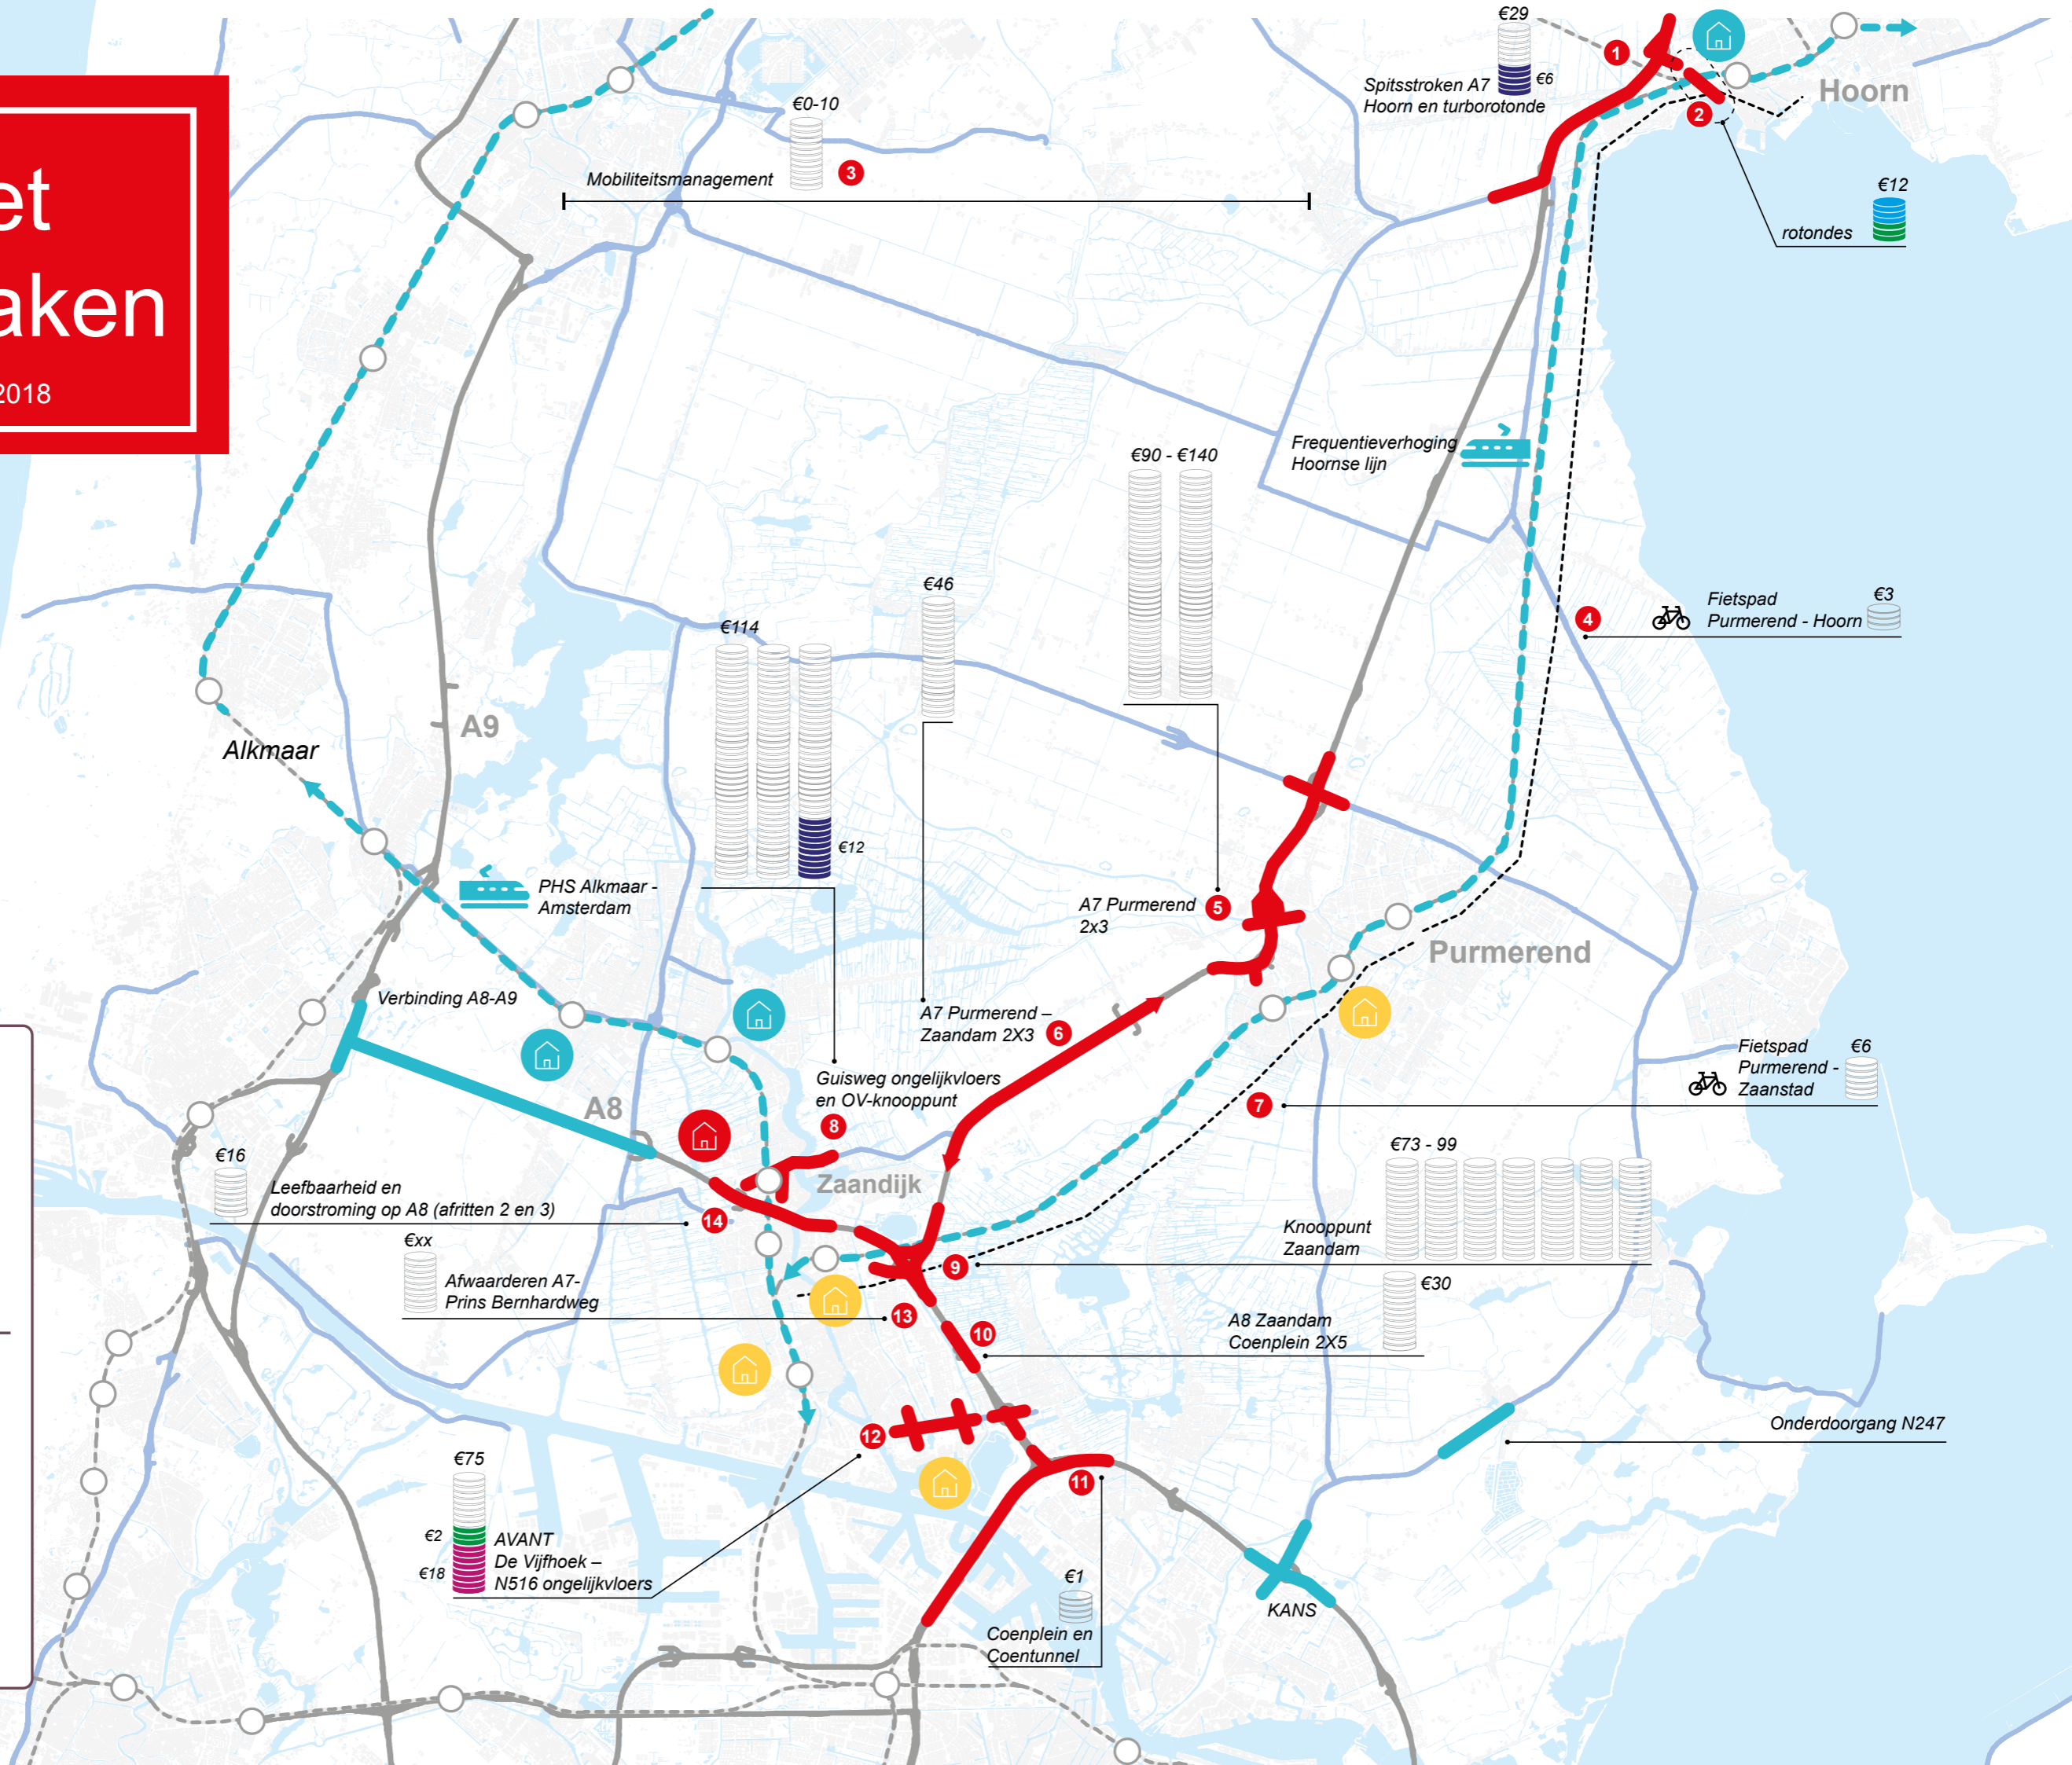 et
aken
2018
€29
€6
Spitsstroken A7
Hoorn en turborotonde
1
2
Hoorn
€12
rotondes
€0-10
3
Mobiliteitsmanagement
Frequentieverhoging
Hoornse lijn
€90 - €140
€46
€114
€12
Fietspad
Purmerend - Hoorn
€3
4
A9
Alkmaar
PHS Alkmaar -
Amsterdam
A7 Purmerend
2x3
5
Purmerend
Verbinding A8-A9
A7 Purmerend –
Zaandam 2X3
6
Guisweg ongelijkvloers
en OV-knooppunt
8
Fietspad
Purmerend -
Zaanstad
€6
7
A8
Zaandijk
€16
Leefbaarheid en
doorstroming op A8 (afritten 2 en 3)
14
€73 - 99
Knooppunt
Zaandam
9
€xx
Afwaarderen A7-
Prins Bernhardweg
13
€30
A8 Zaandam
Coenplein 2X5
10
Onderdoorgang N247
12
11
€75
€2
€18
AVANT
De Vijfhoek –
N516 ongelijkvloers
€1
Coenplein en
Coentunnel
KANS